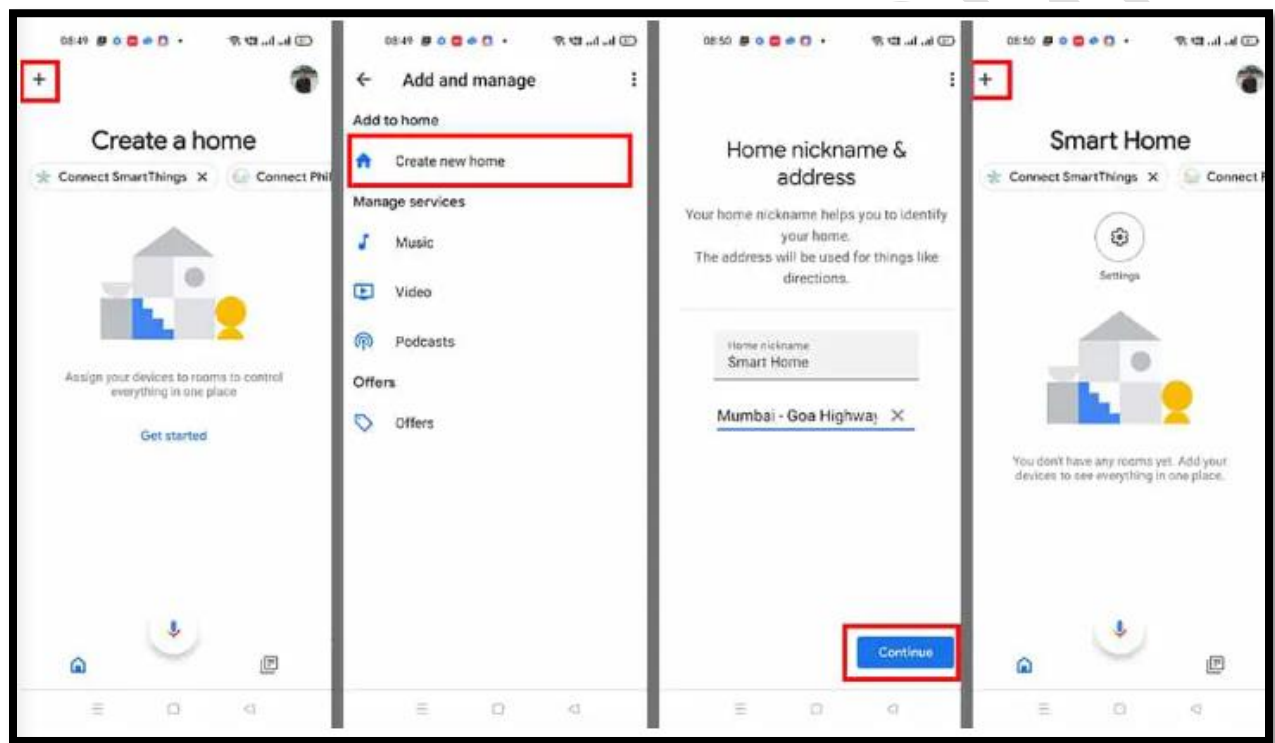 08:49
Create a home
Connect SmartThings X
Connect Phil
Assign your devices to rooms to control
everything in one place
Get started
08:49
Add and manage
Add to home
Create new home
Manage services
Music
Video
Podcasts
Offers
Offers
08:50
Home nickname &
address
Your home nickname helps you to identify
your home.
The address will be used for things like
directions.
Home nickname
Smart Home
Mumbai - Goa Highway
Continue
08:50
Smart Home
Connect SmartThings X
Connect
Settings
You don't have any rooms yet. Add your
devices to see everything in one place.